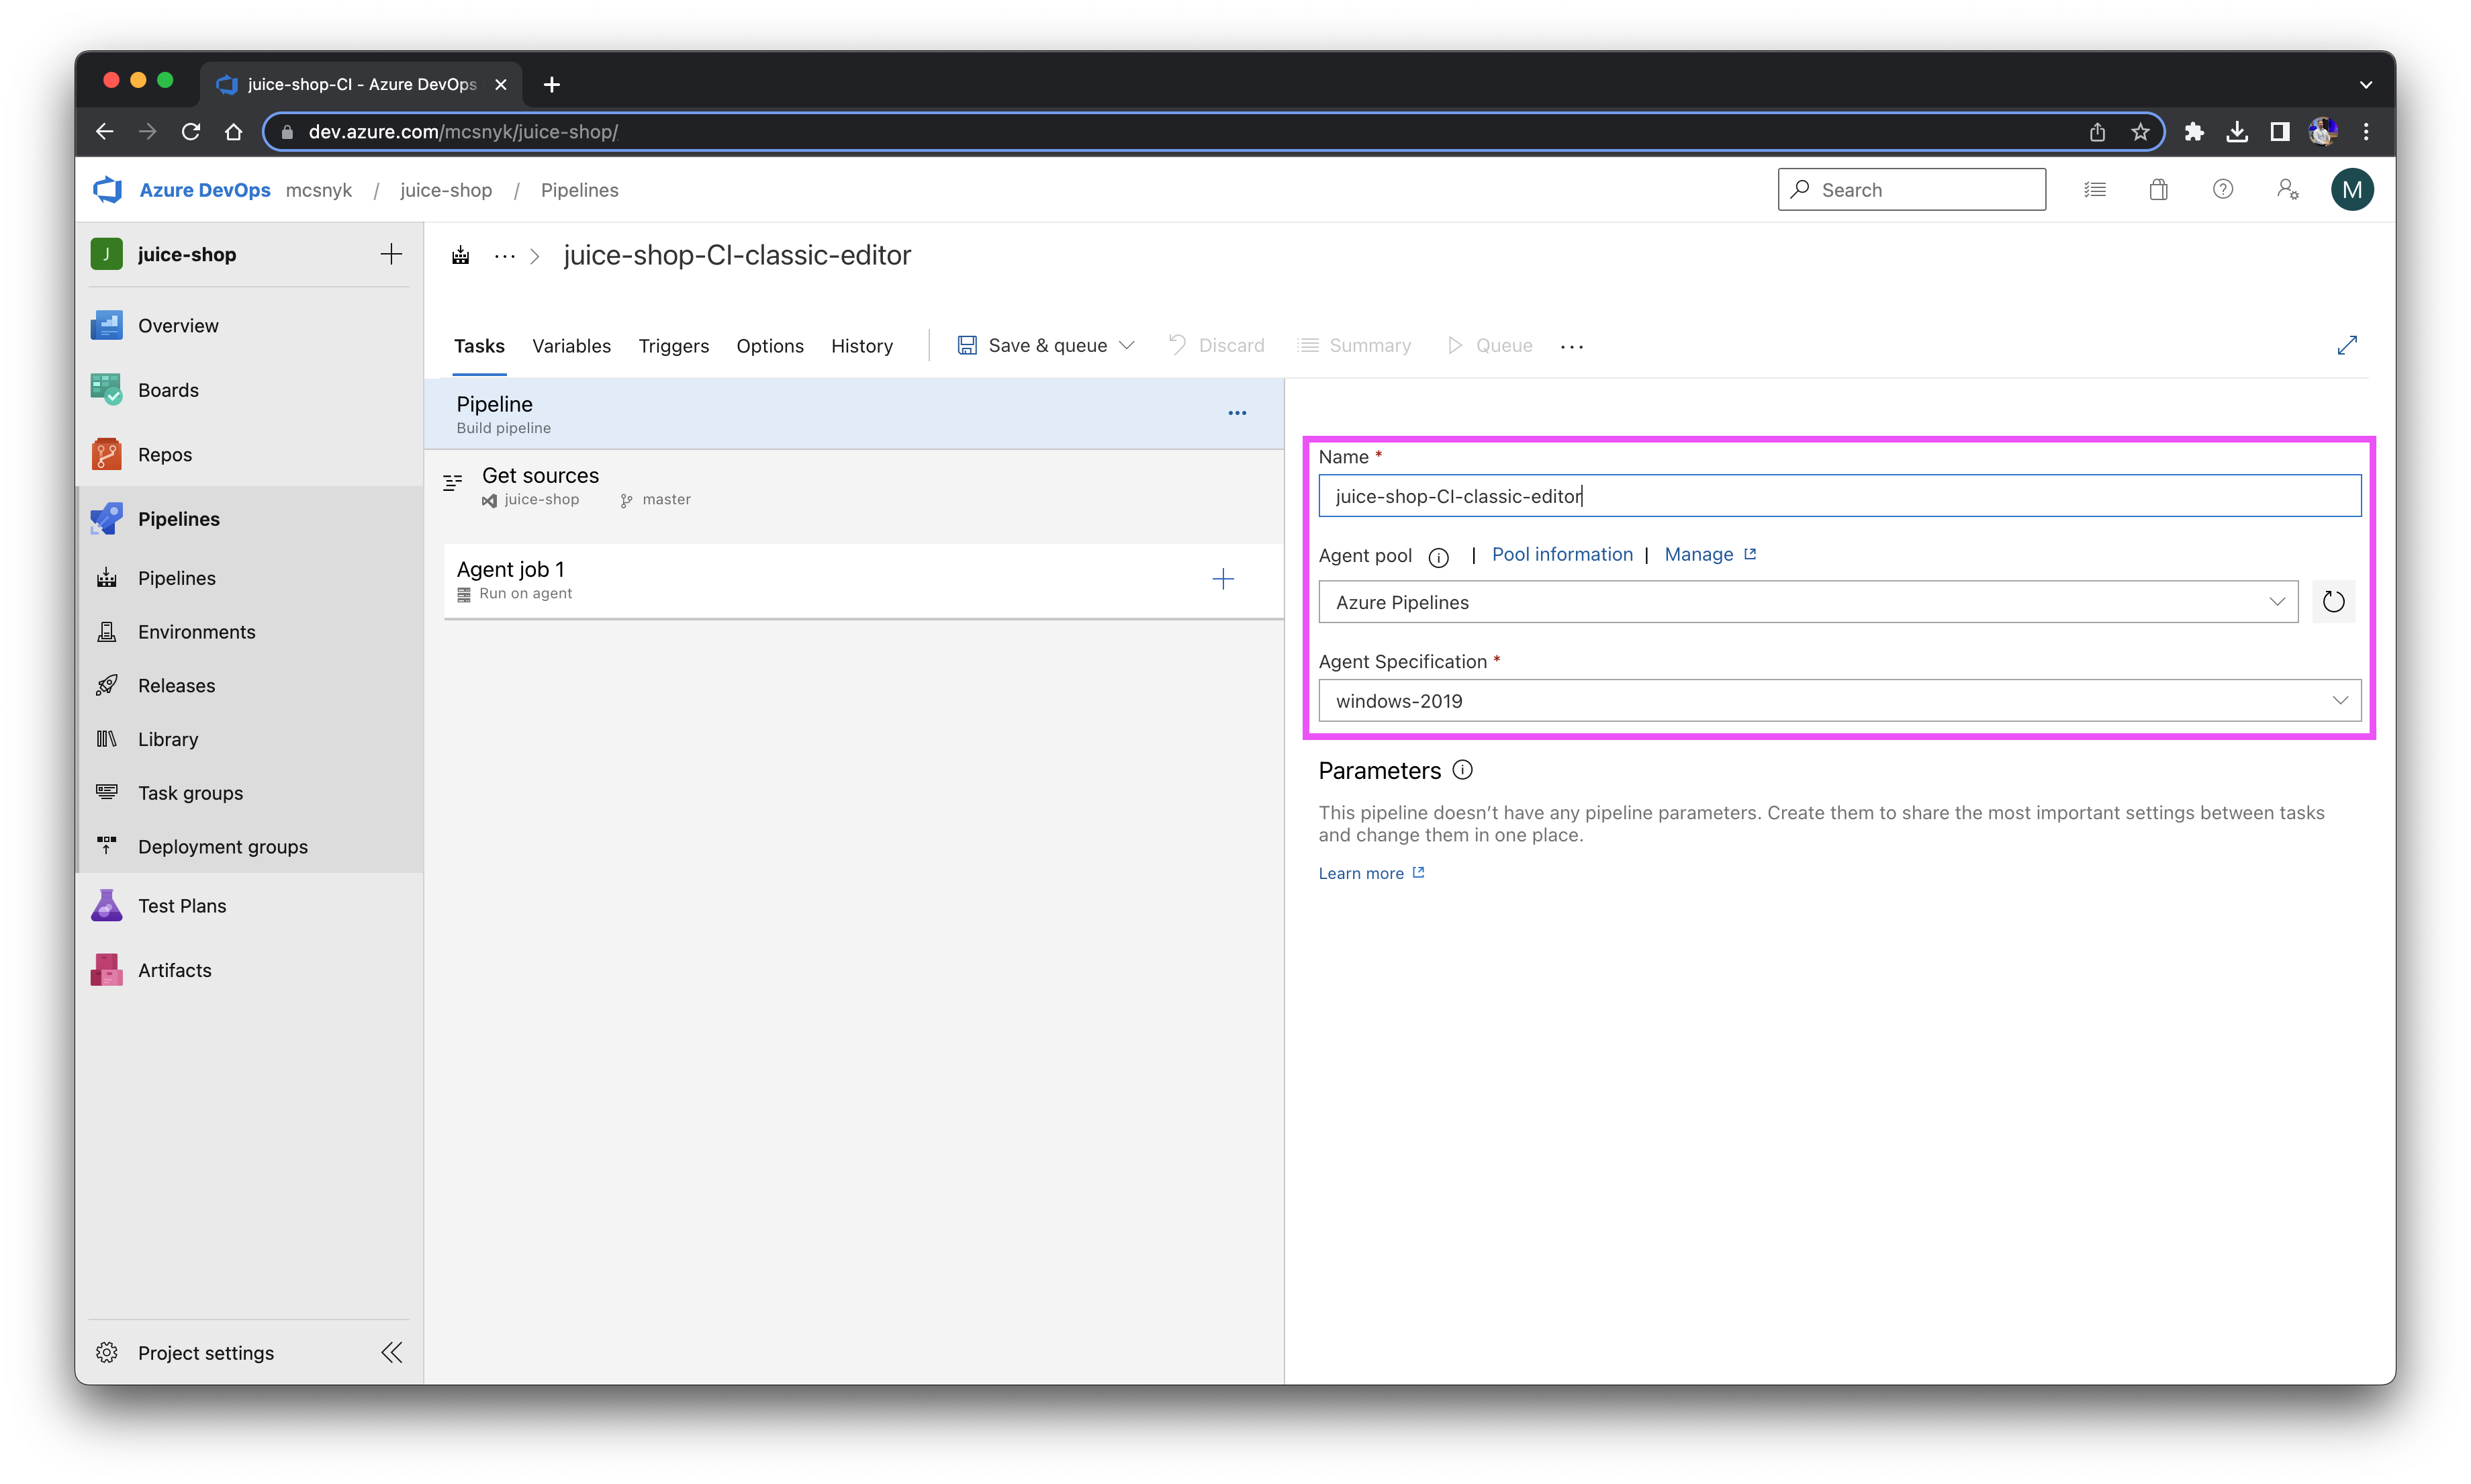 juice-shop-CI - Azure DevOps
dev.azure.com/mcsnyk/juice-shop/
Azure DevOps mcsnyk / juice-shop / Pipelines
Search
M
J juice-shop
Overview
Boards
Repos
Pipelines
Pipelines
Environments
Releases
Library
Task groups
Deployment groups
Test Plans
Artifacts
Project settings
juice-shop-CI-classic-editor
Tasks Variables Triggers Options History Save & queue Discard Summary Queue
Pipeline
Build pipeline
Get sources
juice-shop master
Agent job 1
Run on agent
Name *
juice-shop-CI-classic-editor
Agent pool | Pool information | Manage
Azure Pipelines
Agent Specification *
windows-2019
Parameters
This pipeline doesn’t have any pipeline parameters. Create them to share the most important settings between tasks
and change them in one place.
Learn more